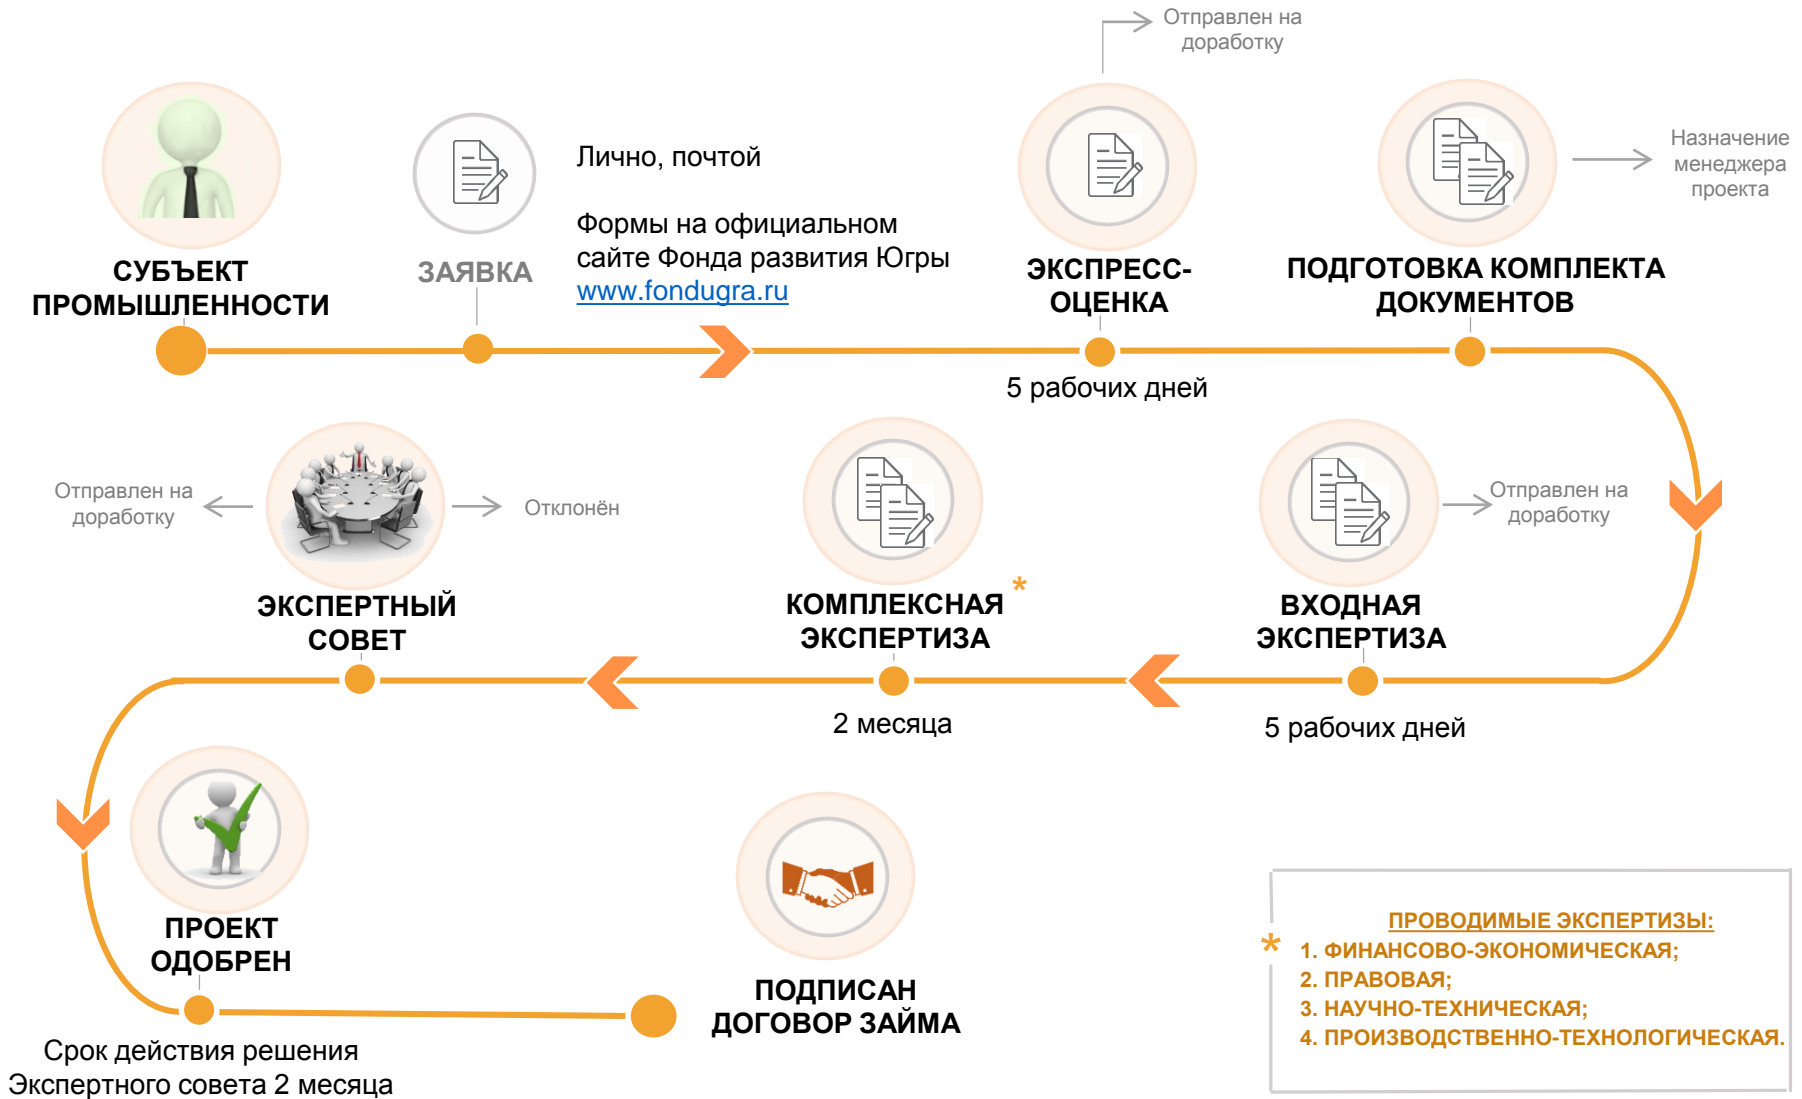 Отправлен на
доработку
СУБЪЕКТ
ПРОМЫШЛЕННОСТИ
ЗАЯВКА
Лично, почтой
Формы на официальном
сайте Фонда развития Югры
www.fondugra.ru
ЭКСПРЕСС-
ОЦЕНКА
5 рабочих дней
ПОДГОТОВКА КОМПЛЕКТА
ДОКУМЕНТОВ
Назначение
менеджера
проекта
Отправлен на
доработку
Отклонён
ЭКСПЕРТНЫЙ
СОВЕТ
КОМПЛЕКСНАЯ *
ЭКСПЕРТИЗА
2 месяца
Отправлен на
доработку
ВХОДНАЯ
ЭКСПЕРТИЗА
5 рабочих дней
ПРОЕКТ
ОДОБРЕН
Срок действия решения
Экспертного совета 2 месяца
ПОДПИСАН
ДОГОВОР ЗАЙМА
*
ПРОВОДИМЫЕ ЭКСПЕРТИЗЫ:
1. ФИНАНСОВО-ЭКОНОМИЧЕСКАЯ;
2. ПРАВОВАЯ;
3. НАУЧНО-ТЕХНИЧЕСКАЯ;
4. ПРОИЗВОДСТВЕННО-ТЕХНОЛОГИЧЕСКАЯ.